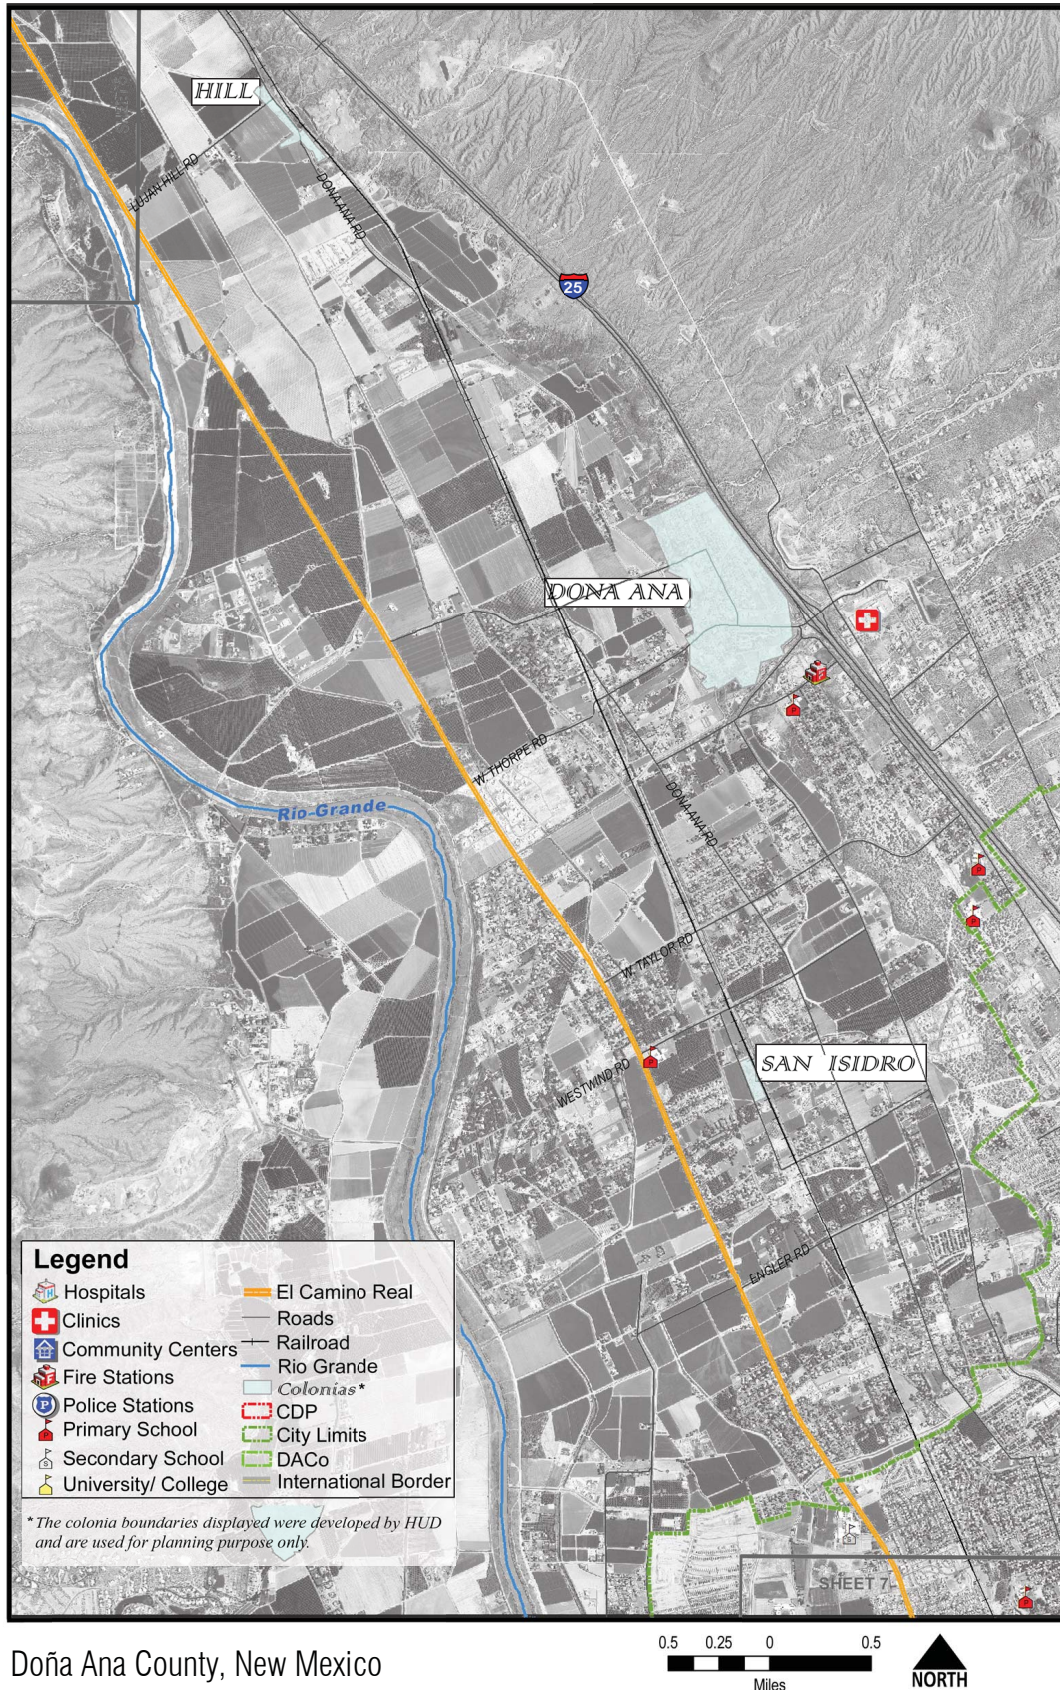 HILL
LUJAN HILL RD
DONA ANA RD
25
DONA ANA
W. THORPE RD
Rio-Grande
DONA ANA RD
W. TAYLOR RD
SAN ISIDRO
WESTWIND RD
ENGLER RD
Legend
Hospitals
Clinics
Community Centers
Fire Stations
Police Stations
Primary School
Secondary School
University/ College
El Camino Real
Roads
Railroad
Rio Grande
Colonias*
CDP
City Limits
DACo
International Border
*The colonia boundaries displayed were developed by HUD
and are used for planning purpose only.
SHEET 7
Doña Ana County, New Mexico
0.5 0.25 0 0.5
Miles
NORTH